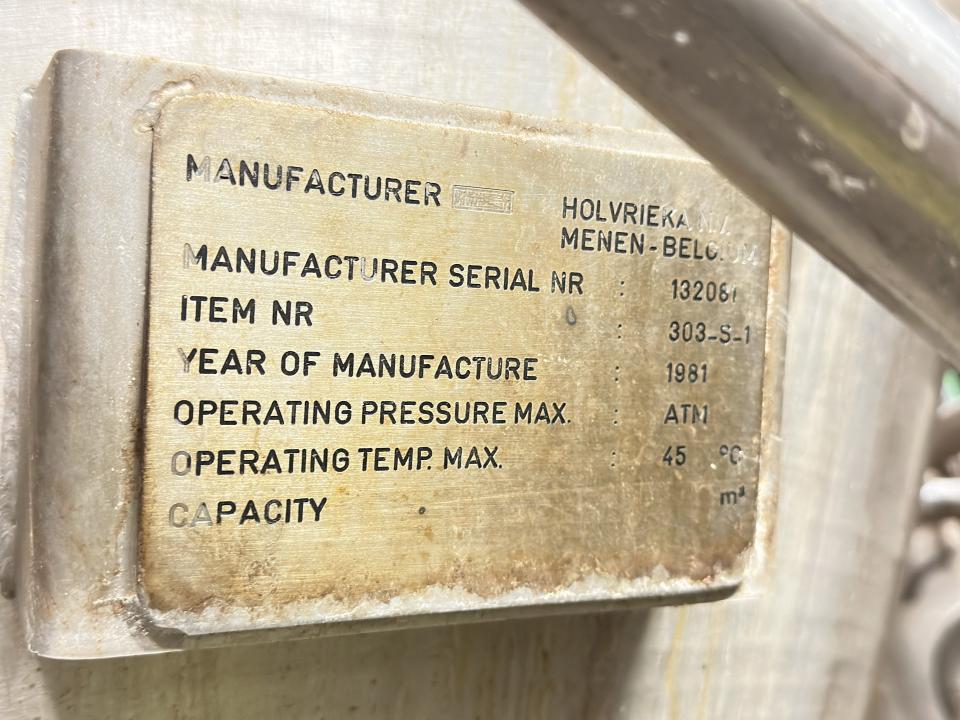 MANUFACTURER HOLVRIEKA N.V.
MENEN-BELGIUM
MANUFACTURER SERIAL NR : 132081
ITEM NR : 303-S-1
YEAR OF MANUFACTURE : 1981
OPERATING PRESSURE MAX. : ATM
OPERATING TEMP. MAX. : 45 °C
CAPACITY m³